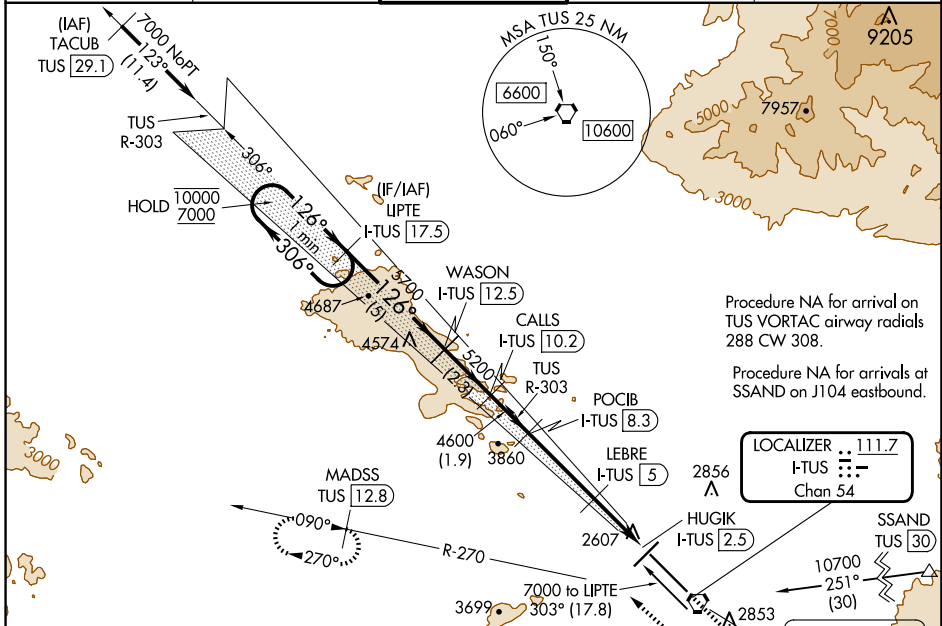 (IAF)
TACUB
TUS 29.1
7000 NoPT
123°
(11.4)
TUS
R-303
306°
HOLD
10000
7000
126°
1 min
306°
(IF/IAF)
LIPTE
I-TUS 17.5
MSA TUS 25 NM
150°
6600
060°
10600
9205
7000
7957
5000
3000
4687
126°
(5)
5700
WASON
I-TUS 12.5
4574
CALLS
I-TUS 10.2
5200
(2.3)
TUS
R-303
POCIB
I-TUS 8.3
4600
(1.9)
3860
LEBRE
I-TUS 5
Procedure NA for arrival on
TUS VORTAC airway radials
288 CW 308.
Procedure NA for arrivals at
SSAND on J104 eastbound.
LOCALIZER 111.7
I-TUS
Chan 54
3000
MADSS
TUS 12.8
090°
270°
R-270
2856
2607
HUGIK
I-TUS 2.5
SSAND
TUS 30
10700
251°
(30)
7000 to LIPTE
303° (17.8)
3699
2853